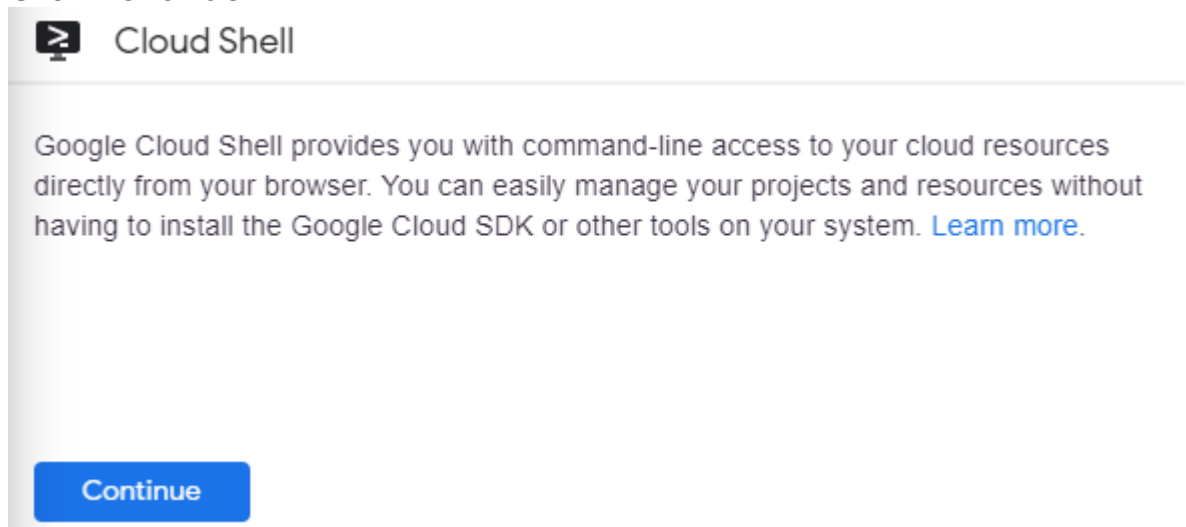 Cloud Shell
Google Cloud Shell provides you with command-line access to your cloud resources
directly from your browser. You can easily manage your projects and resources without
having to install the Google Cloud SDK or other tools on your system. Learn more.
Continue